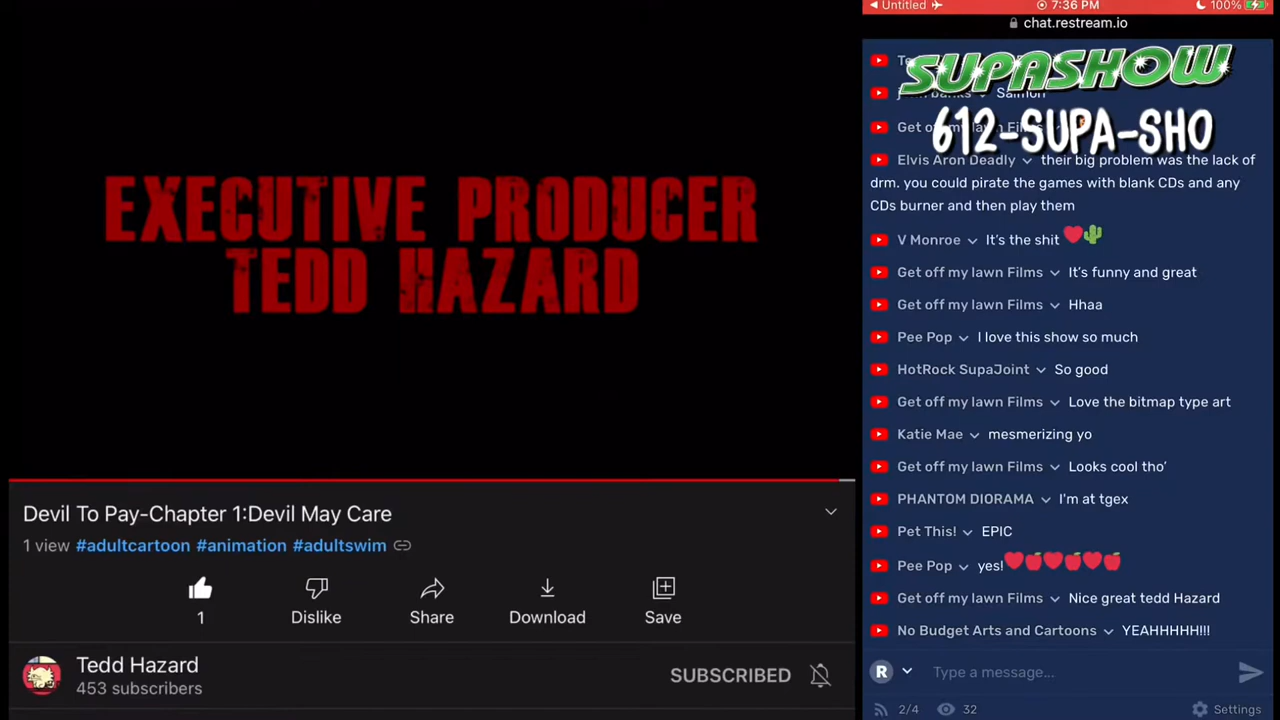 EXECUTIVE PRODUCER
TEDD HAZARD
Devil To Pay-Chapter 1:Devil May Care
1 view #adultcartoon #animation #adultswim
1
Dislike
Share
Download
Save
Tedd Hazard
453 subscribers
SUBSCRIBED
Untitled
7:36 PM
100%
chat.restream.io
SUPASHOW
Salmon
612-SUPA-SHO
Get off my lawn Films
Elvis Aron Deadly their big problem was the lack of
drm. you could pirate the games with blank CDs and any
CDs burner and then play them
V Monroe It's the shit ❤️🌵
Get off my lawn Films It's funny and great
Get off my lawn Films Hhaa
Pee Pop I love this show so much
HotRock SupaJoint So good
Get off my lawn Films Love the bitmap type art
Katie Mae mesmerizing yo
Get off my lawn Films Looks cool tho'
PHANTOM DIORAMA I'm at tgex
Pet This! EPIC
Pee Pop yes!❤️🍎❤️🍎❤️🍎
Get off my lawn Films Nice great tedd Hazard
No Budget Arts and Cartoons YEAHHHHH!!!
R Type a message...
2/4 32 Settings